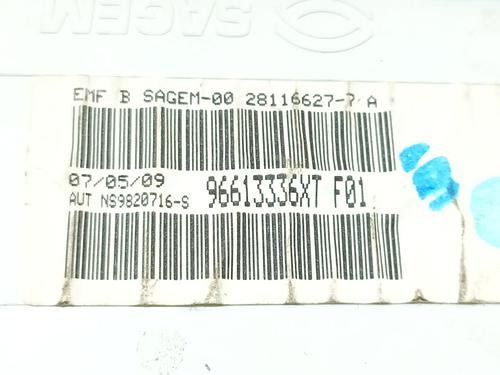 SAGEM
EMF B SAGEM-00 28116627-7 A
07/05/09
AUT NS9820716-S
96613336XT F01